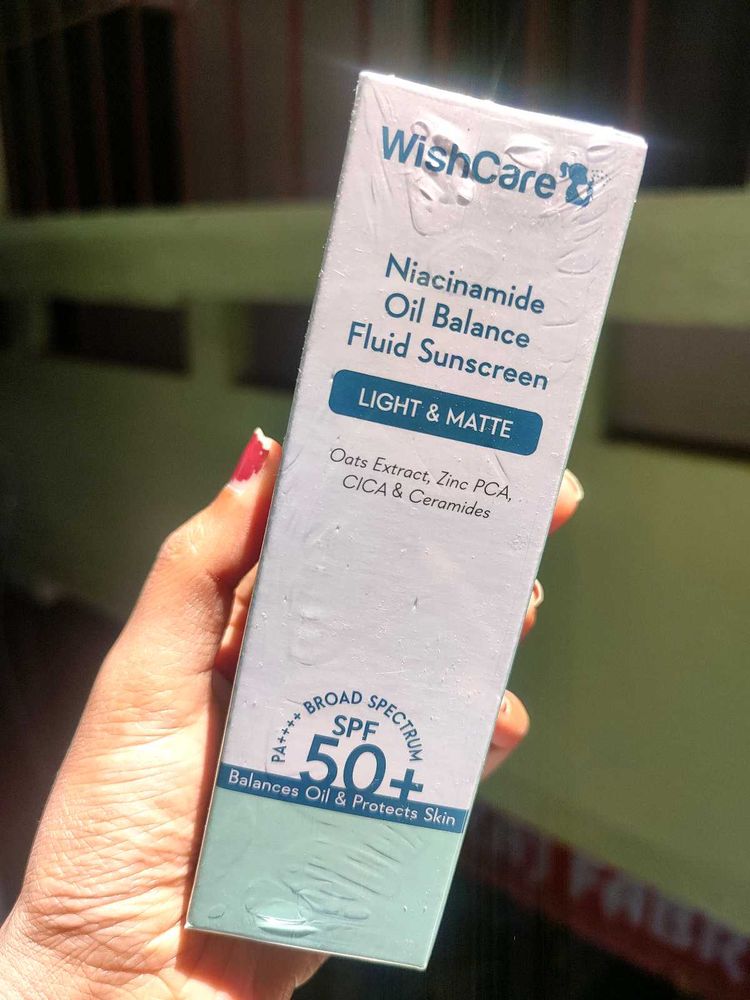 WishCare
Niacinamide
Oil Balance
Fluid Sunscreen
LIGHT & MATTE
Oats Extract, Zinc PCA,
CICA & Ceramides
PA++++ BROAD SPECTRUM
SPF
50+
Balances Oil & Protects Skin